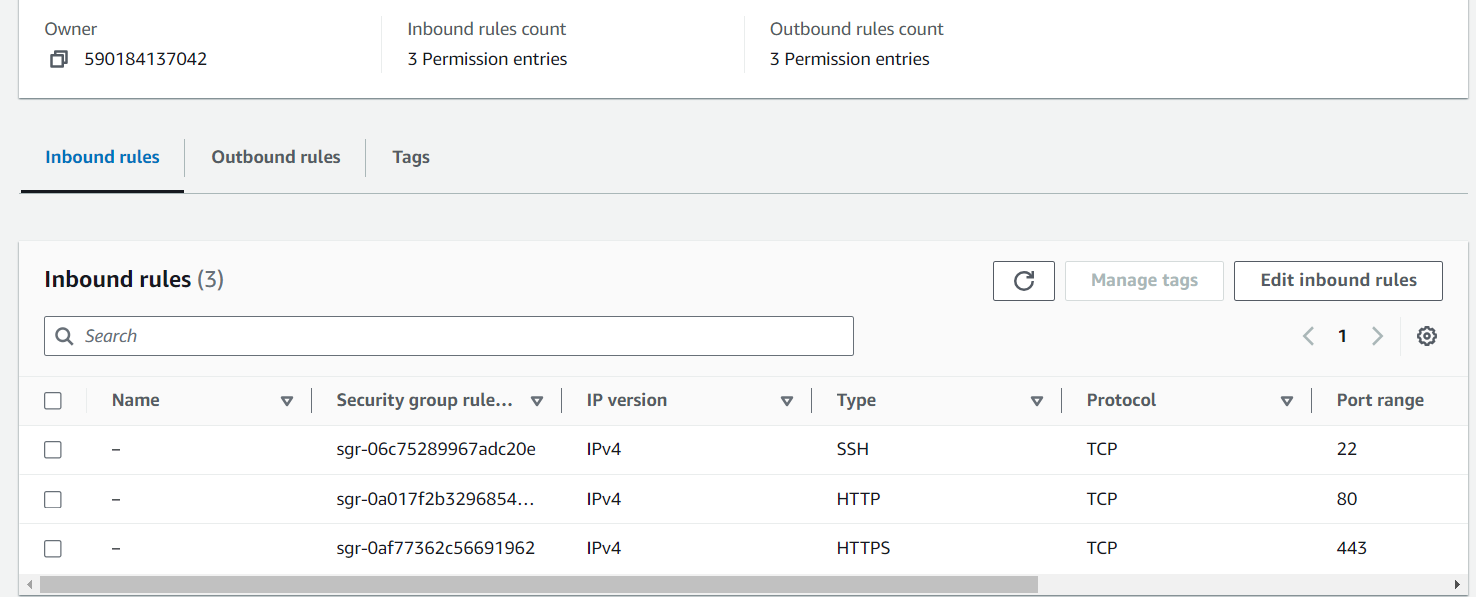 Owner Inbound rules count Outbound rules count
590184137042 3 Permission entries 3 Permission entries
Inbound rules Outbound rules Tags
Inbound rules (3) Manage tags Edit inbound rules
Search 1
Name Security group rule... IP version Type Protocol Port range
– sgr-06c75289967adc20e IPv4 SSH TCP 22
– sgr-0a017f2b3296854... IPv4 HTTP TCP 80
– sgr-0af77362c56691962 IPv4 HTTPS TCP 443